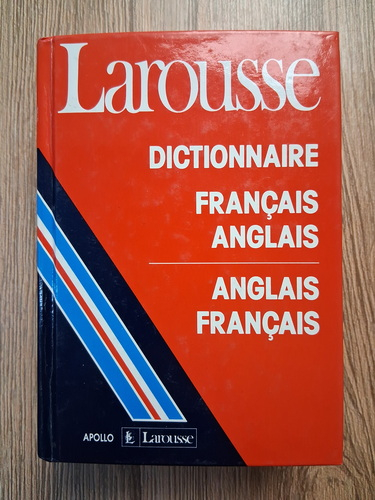 Larousse
DICTIONNAIRE
FRANÇAIS
ANGLAIS
ANGLAIS
FRANÇAIS
APOLLO Larousse